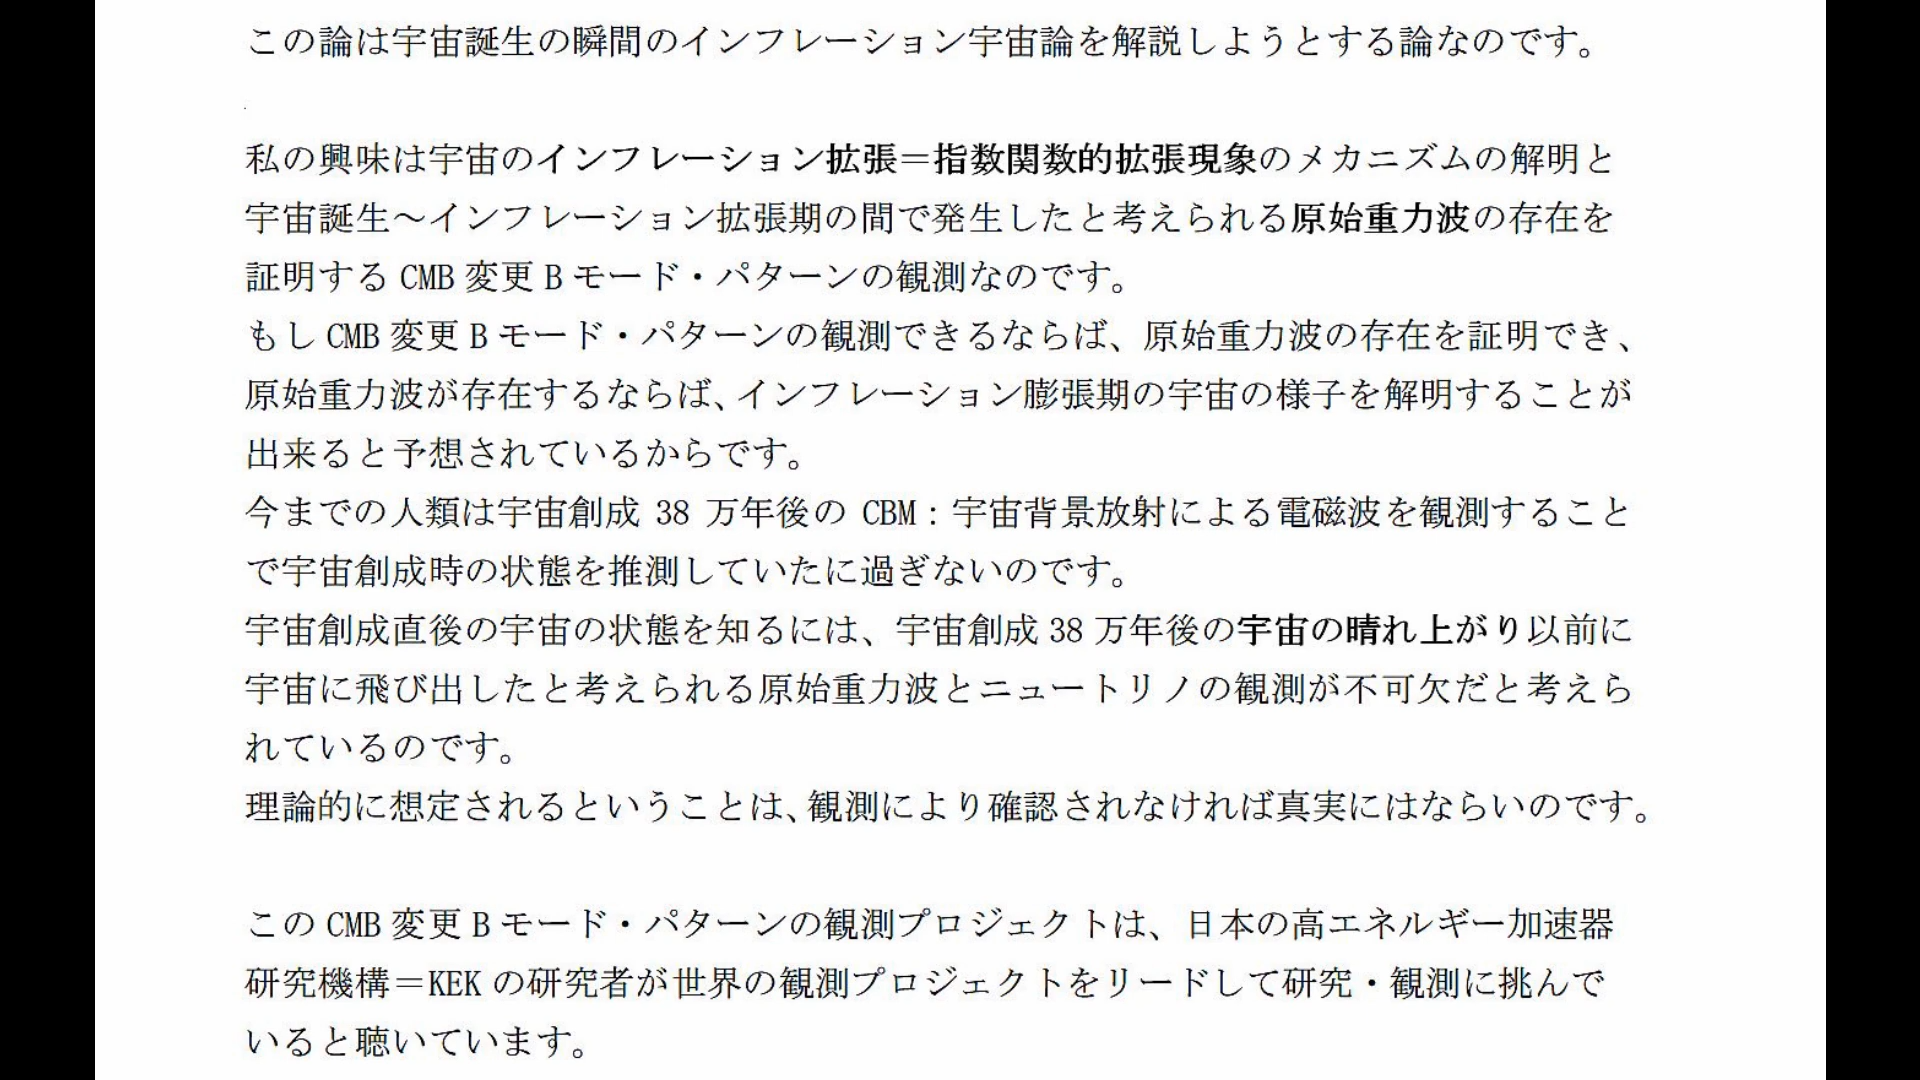 この論は宇宙誕生の瞬間のインフレーション宇宙論を解説しようとする論なのです。
私の興味は宇宙のインフレーション拡張＝指数関数的拡張現象のメカニズムの解明と
宇宙誕生～インフレーション拡張期の間で発生したと考えられる原始重力波の存在を
証明する CMB 変更 B モード・パターンの観測なのです。
もし CMB 変更 B モード・パターンの観測できるならば、原始重力波の存在を証明でき、
原始重力波が存在するならば、インフレーション膨張期の宇宙の様子を解明することが
出来ると予想されているからです。
今までの人類は宇宙創成 38 万年後の CBM：宇宙背景放射による電磁波を観測すること
で宇宙創成時の状態を推測していたに過ぎないのです。
宇宙創成直後の宇宙の状態を知るには、宇宙創成 38 万年後の宇宙の晴れ上がり以前に
宇宙に飛び出したと考えられる原始重力波とニュートリノの観測が不可欠だと考えら
れているのです。
理論的に想定されるということは、観測により確認されなければ真実にはならいのです。
この CMB 変更 B モード・パターンの観測プロジェクトは、日本の高エネルギー加速器
研究機構＝KEK の研究者が世界の観測プロジェクトをリードして研究・観測に挑んで
いると聴いています。